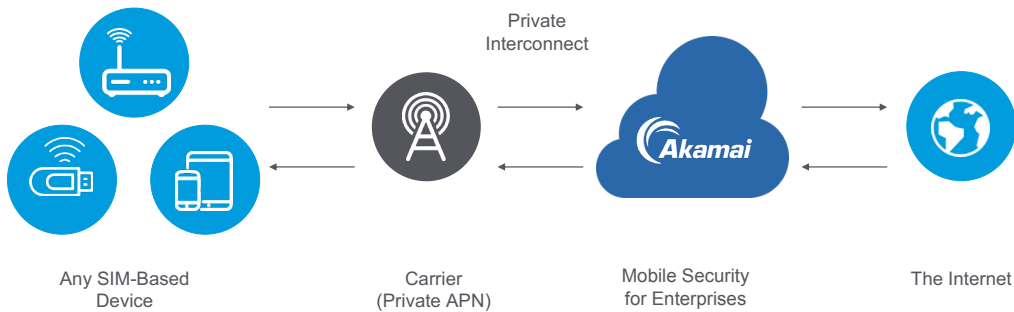 Private
Interconnect
Akamai
Any SIM-Based
Device
Carrier
(Private APN)
Mobile Security
for Enterprises
The Internet